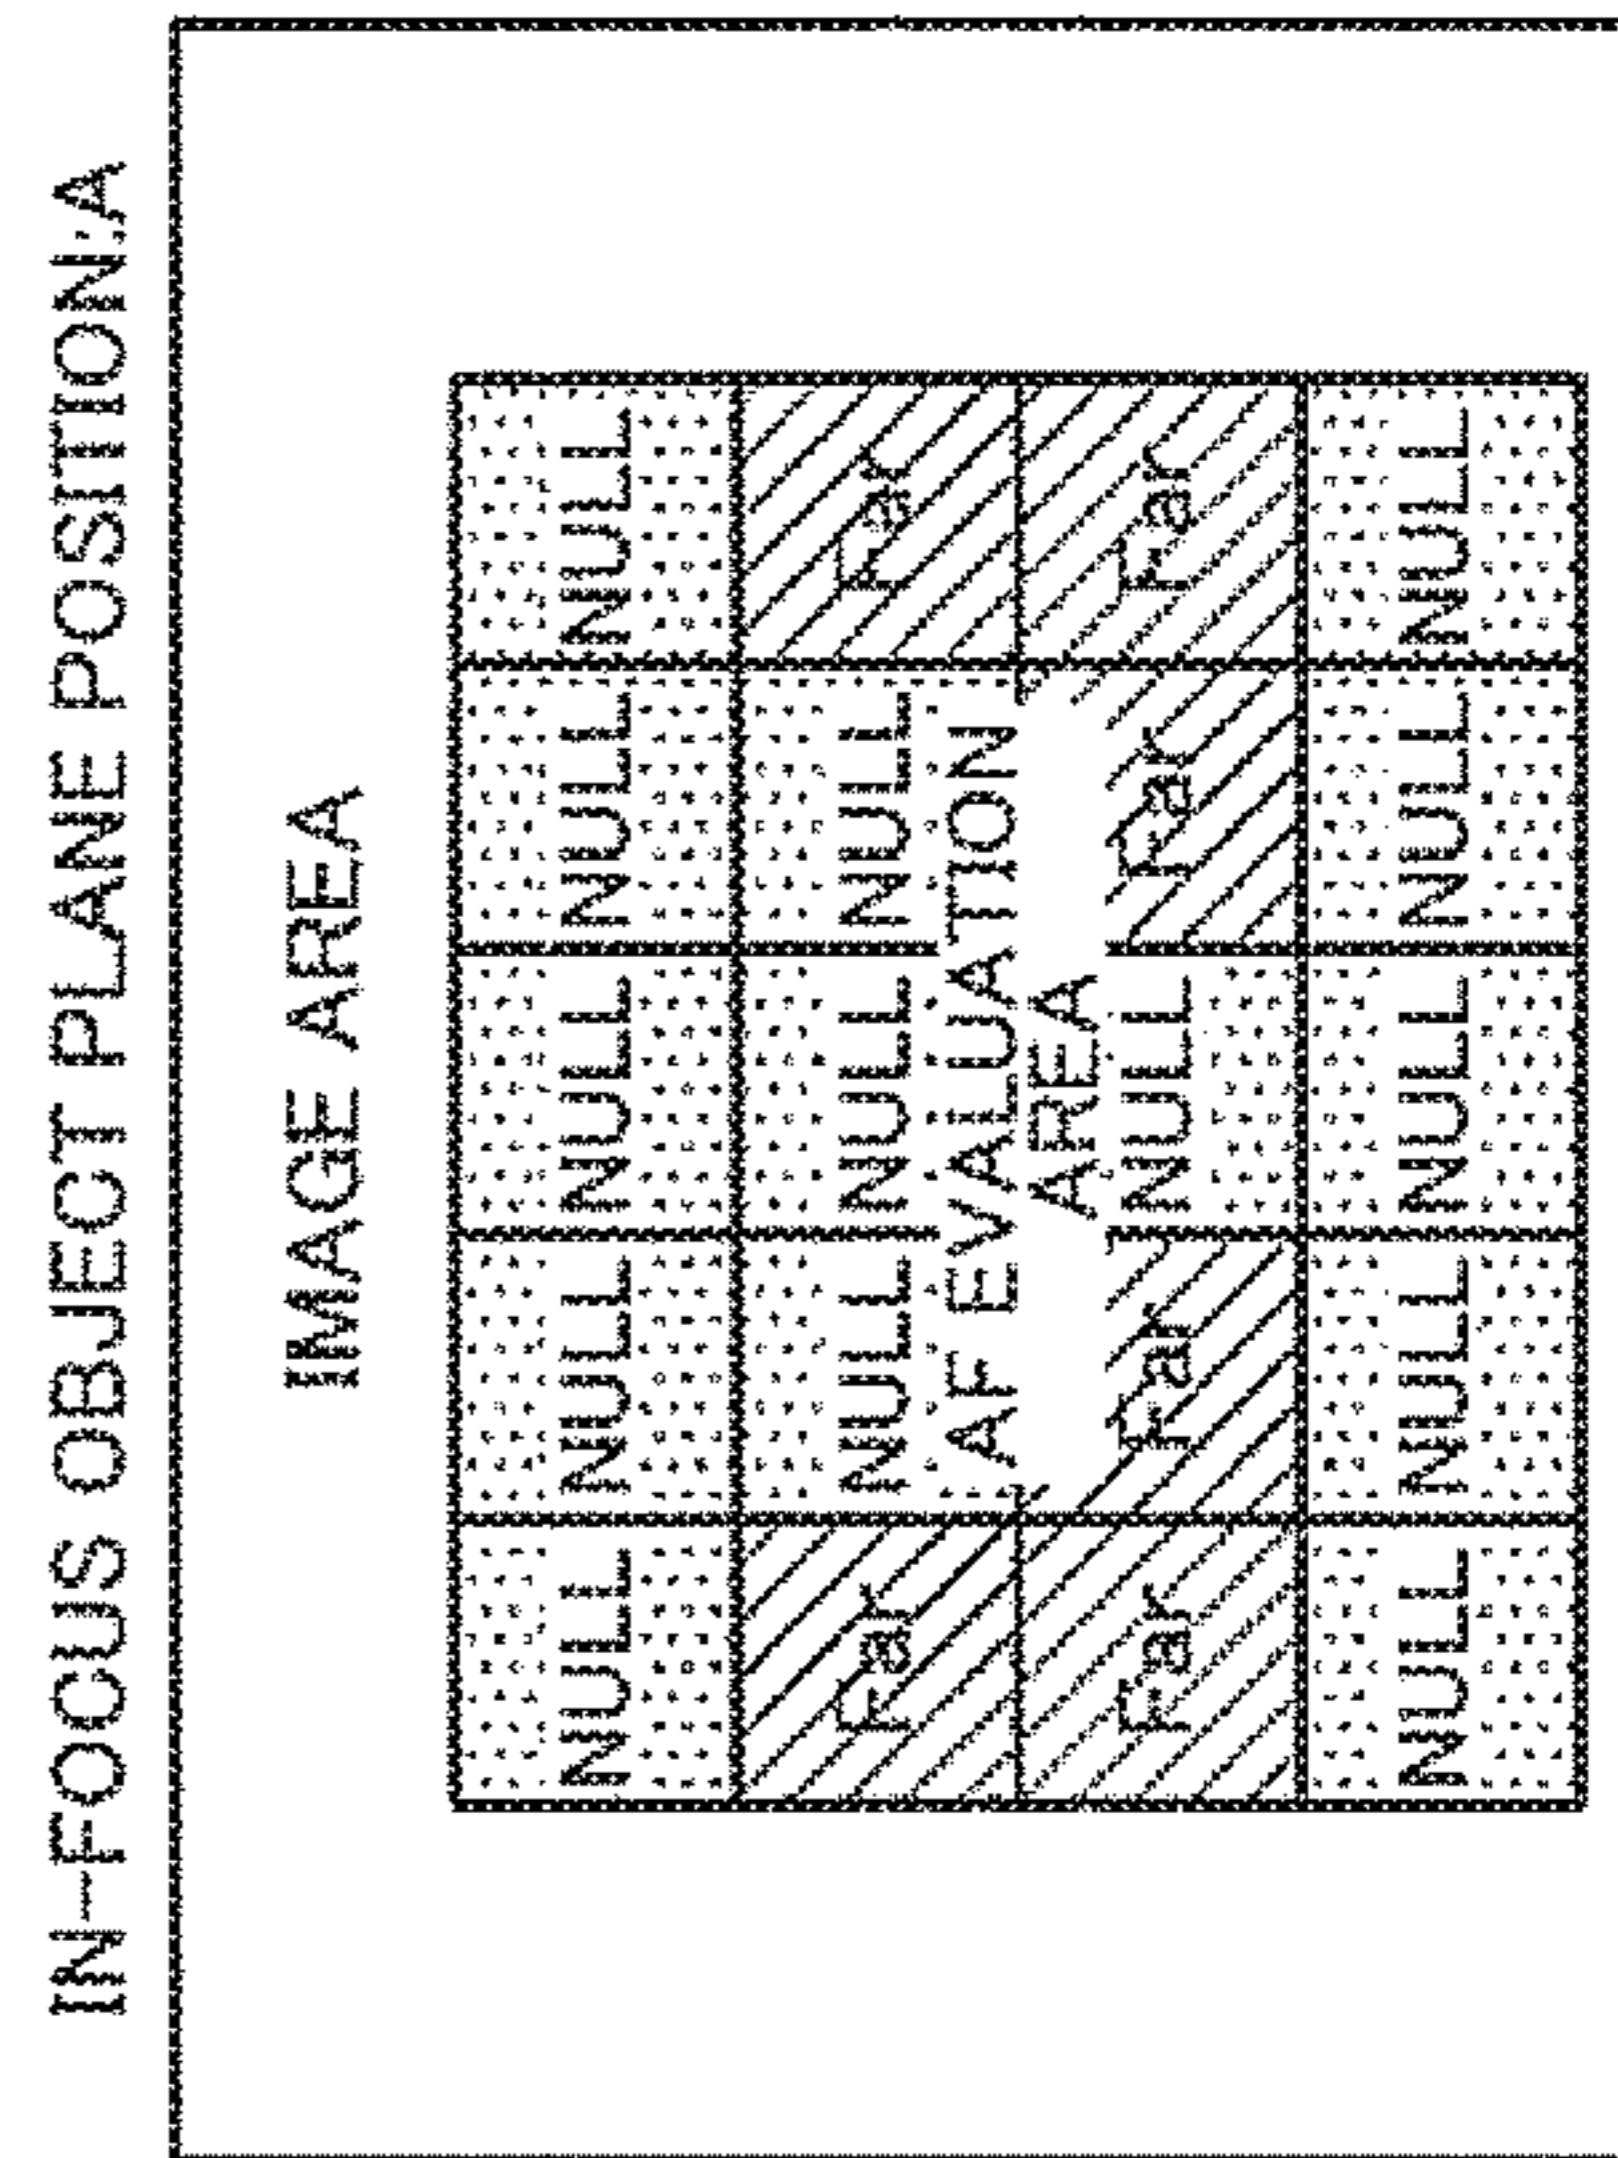 IN-FOCUS OBJECT PLANE POSITION:A
IMAGE AREA
NULL NULL NULL NULL NULL
Far NULL NULL NULL Far
AF EVALUATION
AREA
Far Far NULL Far Far
NULL NULL NULL NULL NULL